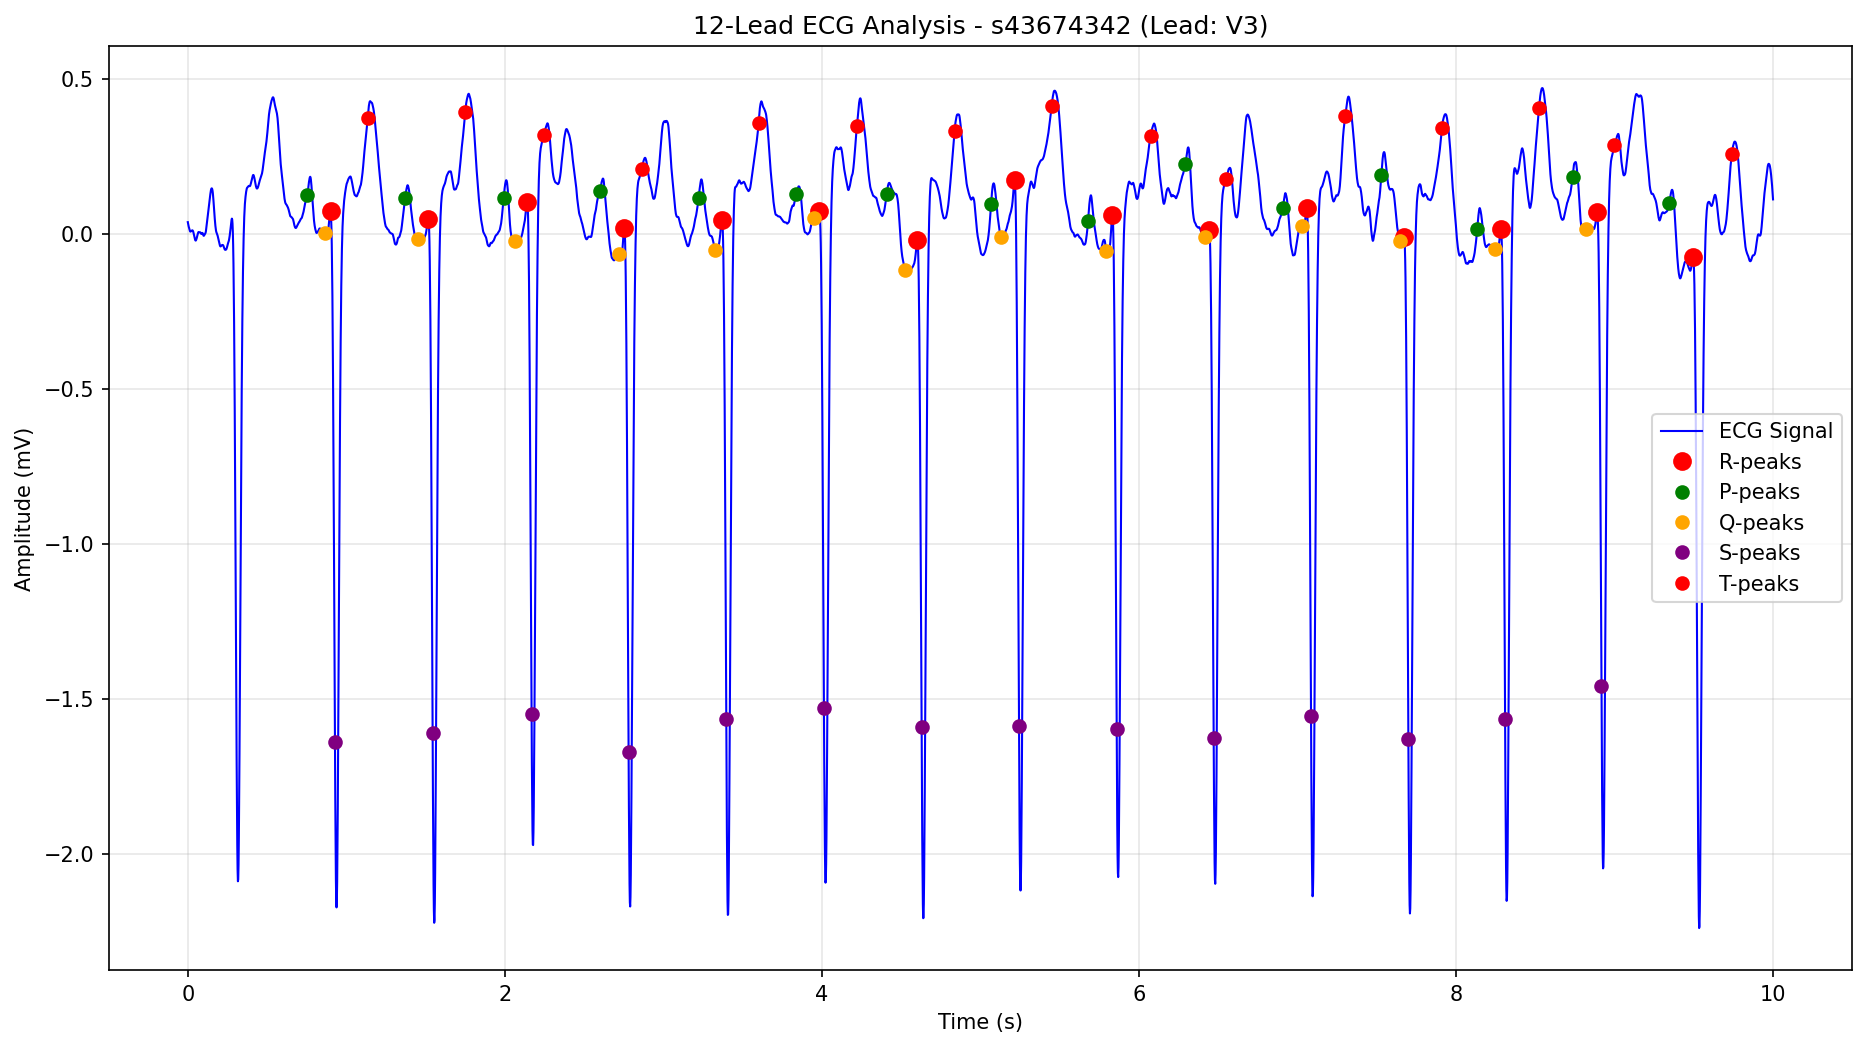 12-Lead ECG Analysis - s43674342 (Lead: V3)
Amplitude (mV)
0.5
0.0
−0.5
−1.0
−1.5
−2.0
ECG Signal
R-peaks
P-peaks
Q-peaks
S-peaks
T-peaks
0 2 4 6 8 10
Time (s)